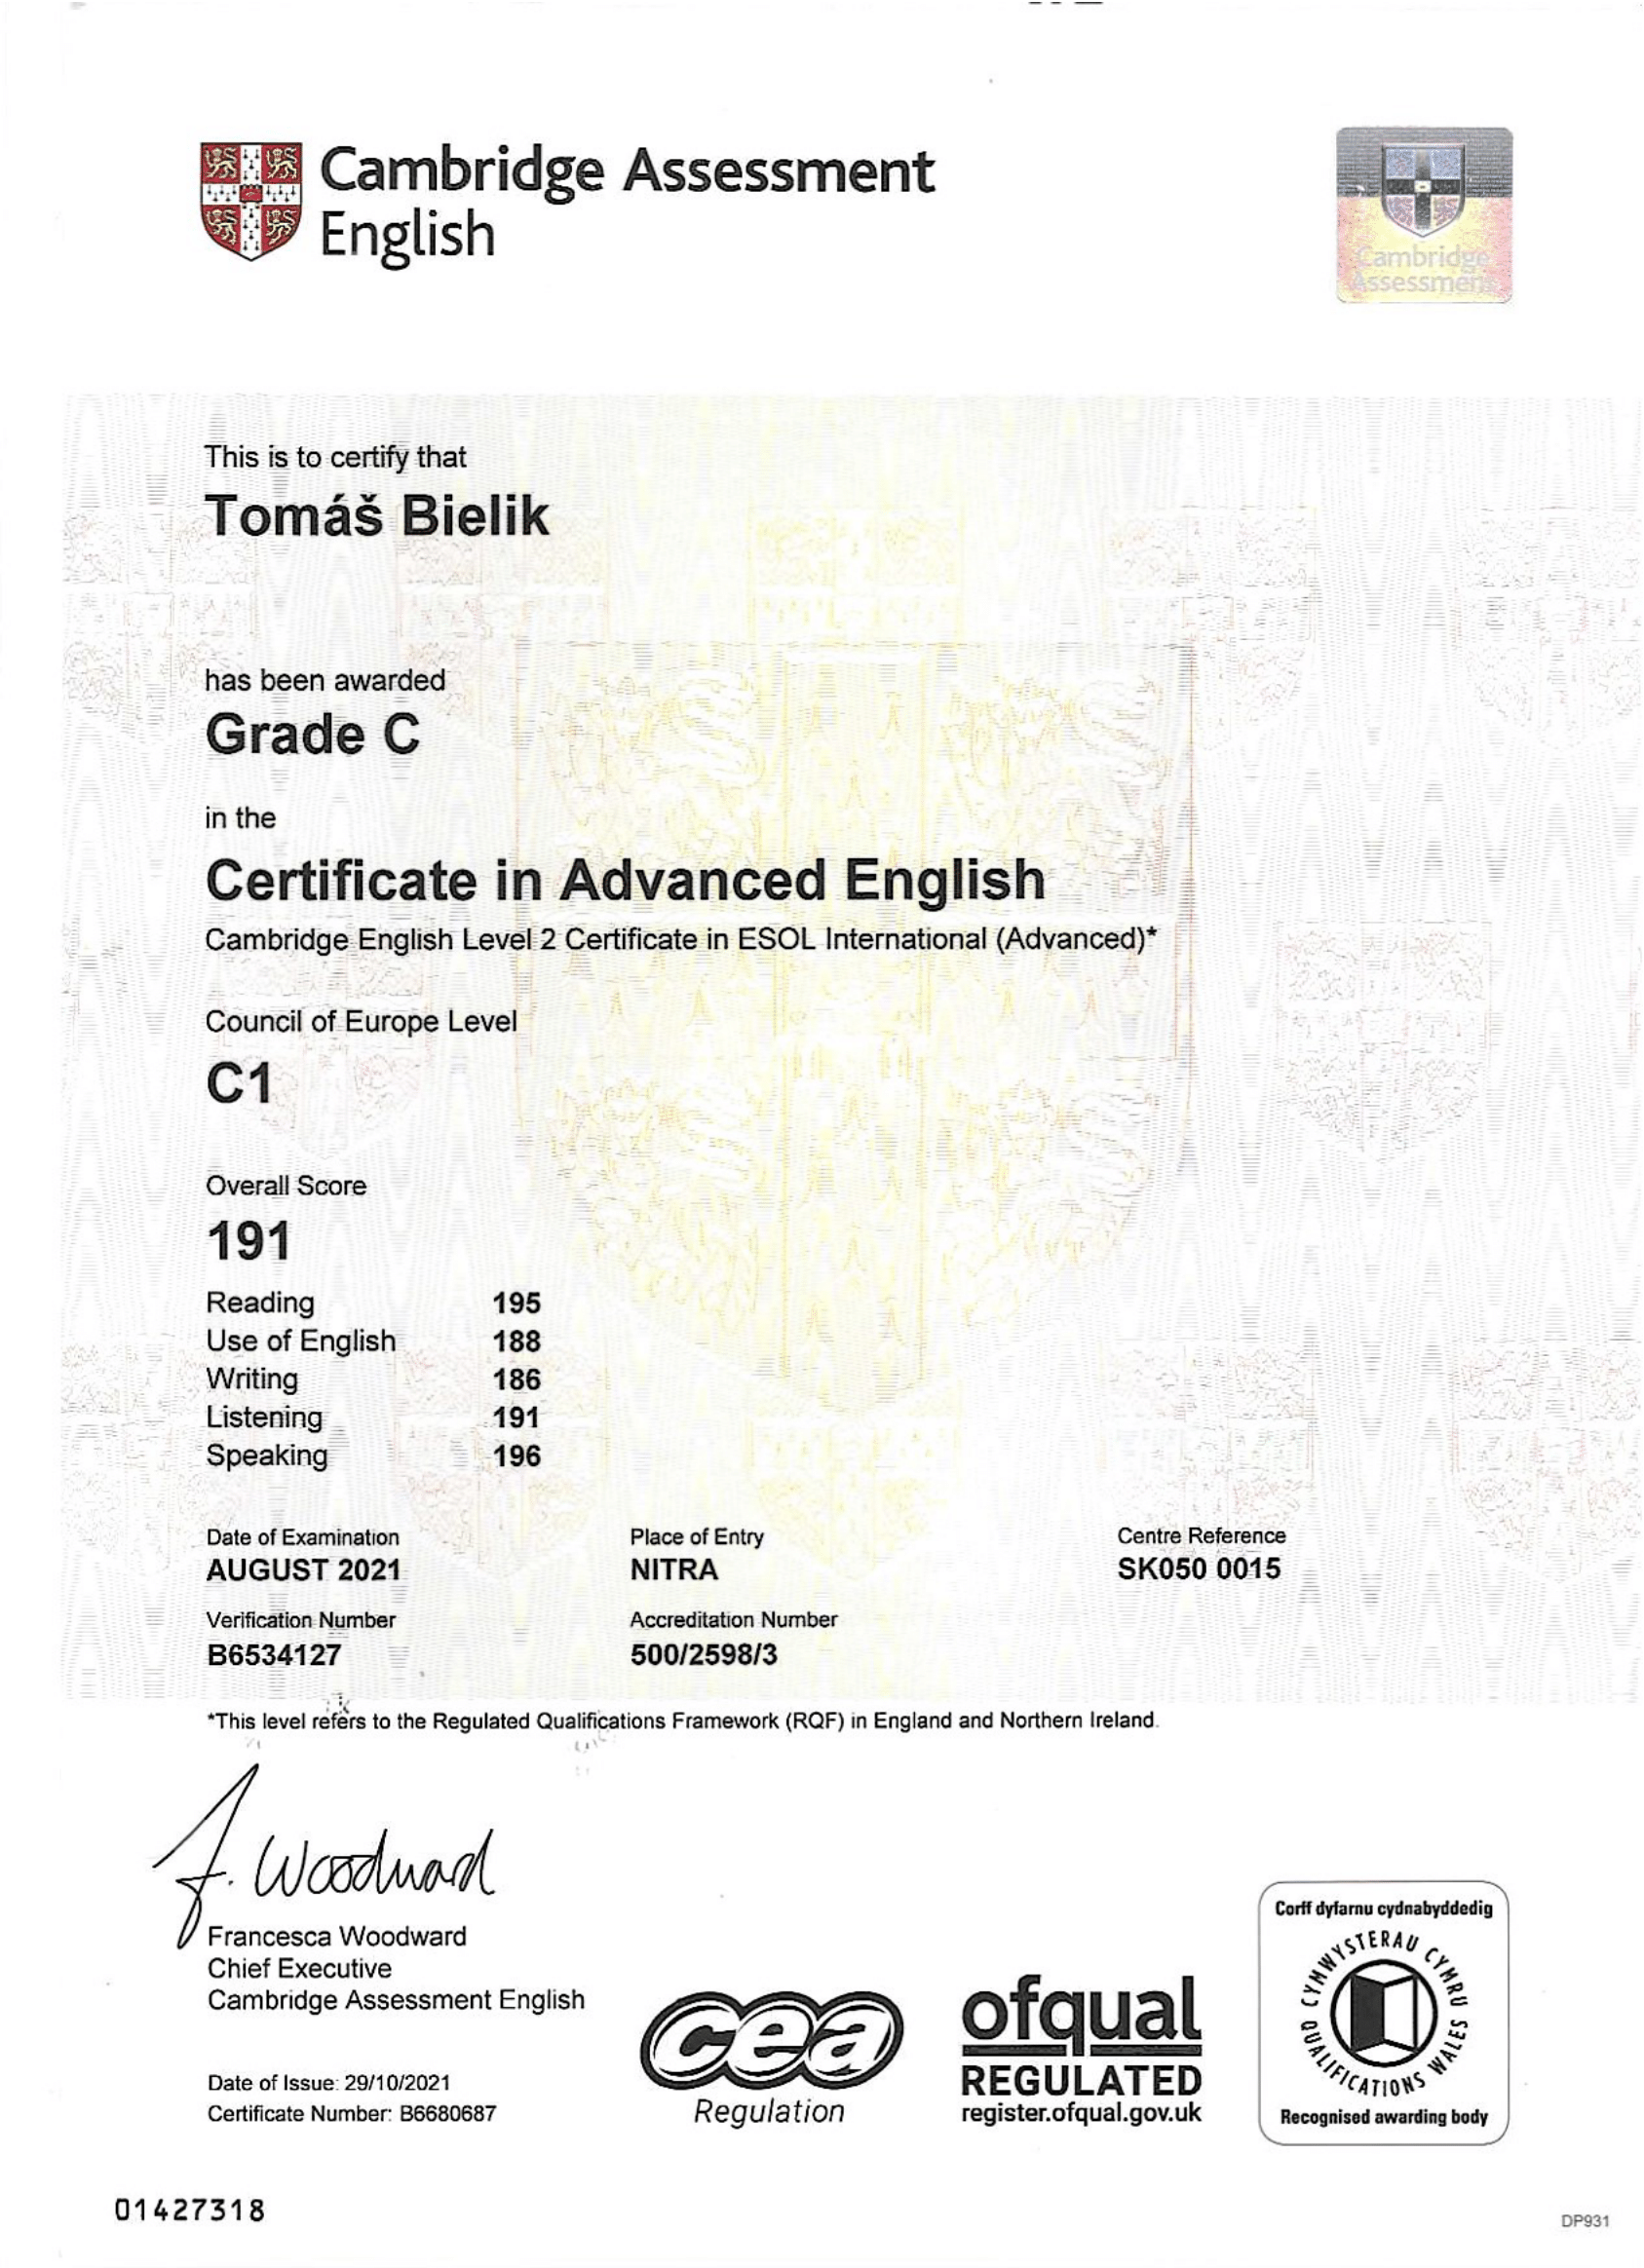 Cambridge Assessment
English
Cambridge
Assessment
This is to certify that
Tomáš Bielik
has been awarded
Grade C
in the
Certificate in Advanced English
Cambridge English Level 2 Certificate in ESOL International (Advanced)*
Council of Europe Level
C1
Overall Score
191
Reading 195
Use of English 188
Writing 186
Listening 191
Speaking 196
Date of Examination Place of Entry Centre Reference
AUGUST 2021 NITRA SK050 0015
Verification Number Accreditation Number
B6534127 500/2598/3
*This level refers to the Regulated Qualifications Framework (RQF) in England and Northern Ireland.
f. Woodward
Francesca Woodward
Chief Executive
Cambridge Assessment English
Date of Issue: 29/10/2021
Certificate Number: B6680687
cea
Regulation
ofqual
REGULATED
register.ofqual.gov.uk
Corff dyfarnu cydnabyddedig
CYMWYSTERAU CYMRU
QUALIFICATIONS WALES
Recognised awarding body
01427318
DP931